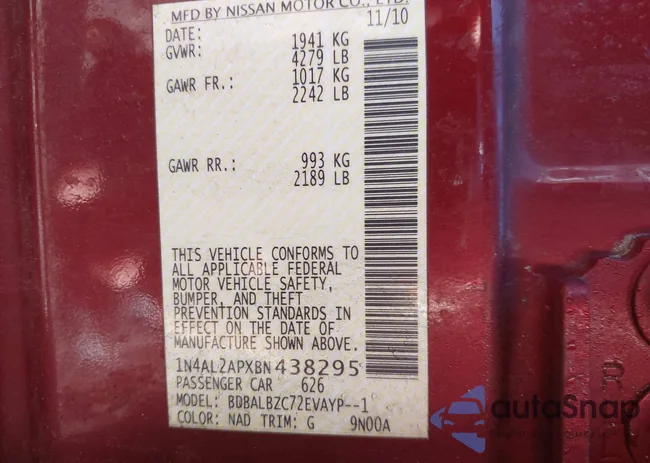 MFD BY NISSAN MOTOR CO., LTD.
DATE: 11/10
GVWR: 1941 KG
4279 LB
GAWR FR.: 1017 KG
2242 LB
GAWR RR.: 993 KG
2189 LB
THIS VEHICLE CONFORMS TO
ALL APPLICABLE FEDERAL
MOTOR VEHICLE SAFETY,
BUMPER, AND THEFT
PREVENTION STANDARDS IN
EFFECT ON THE DATE OF
MANUFACTURE SHOWN ABOVE.
1N4AL2APXBN438295
PASSENGER CAR 626
MODEL: BDBALBZC72EVAYP--1
COLOR: NAD TRIM: G 9N00A
autoSnap